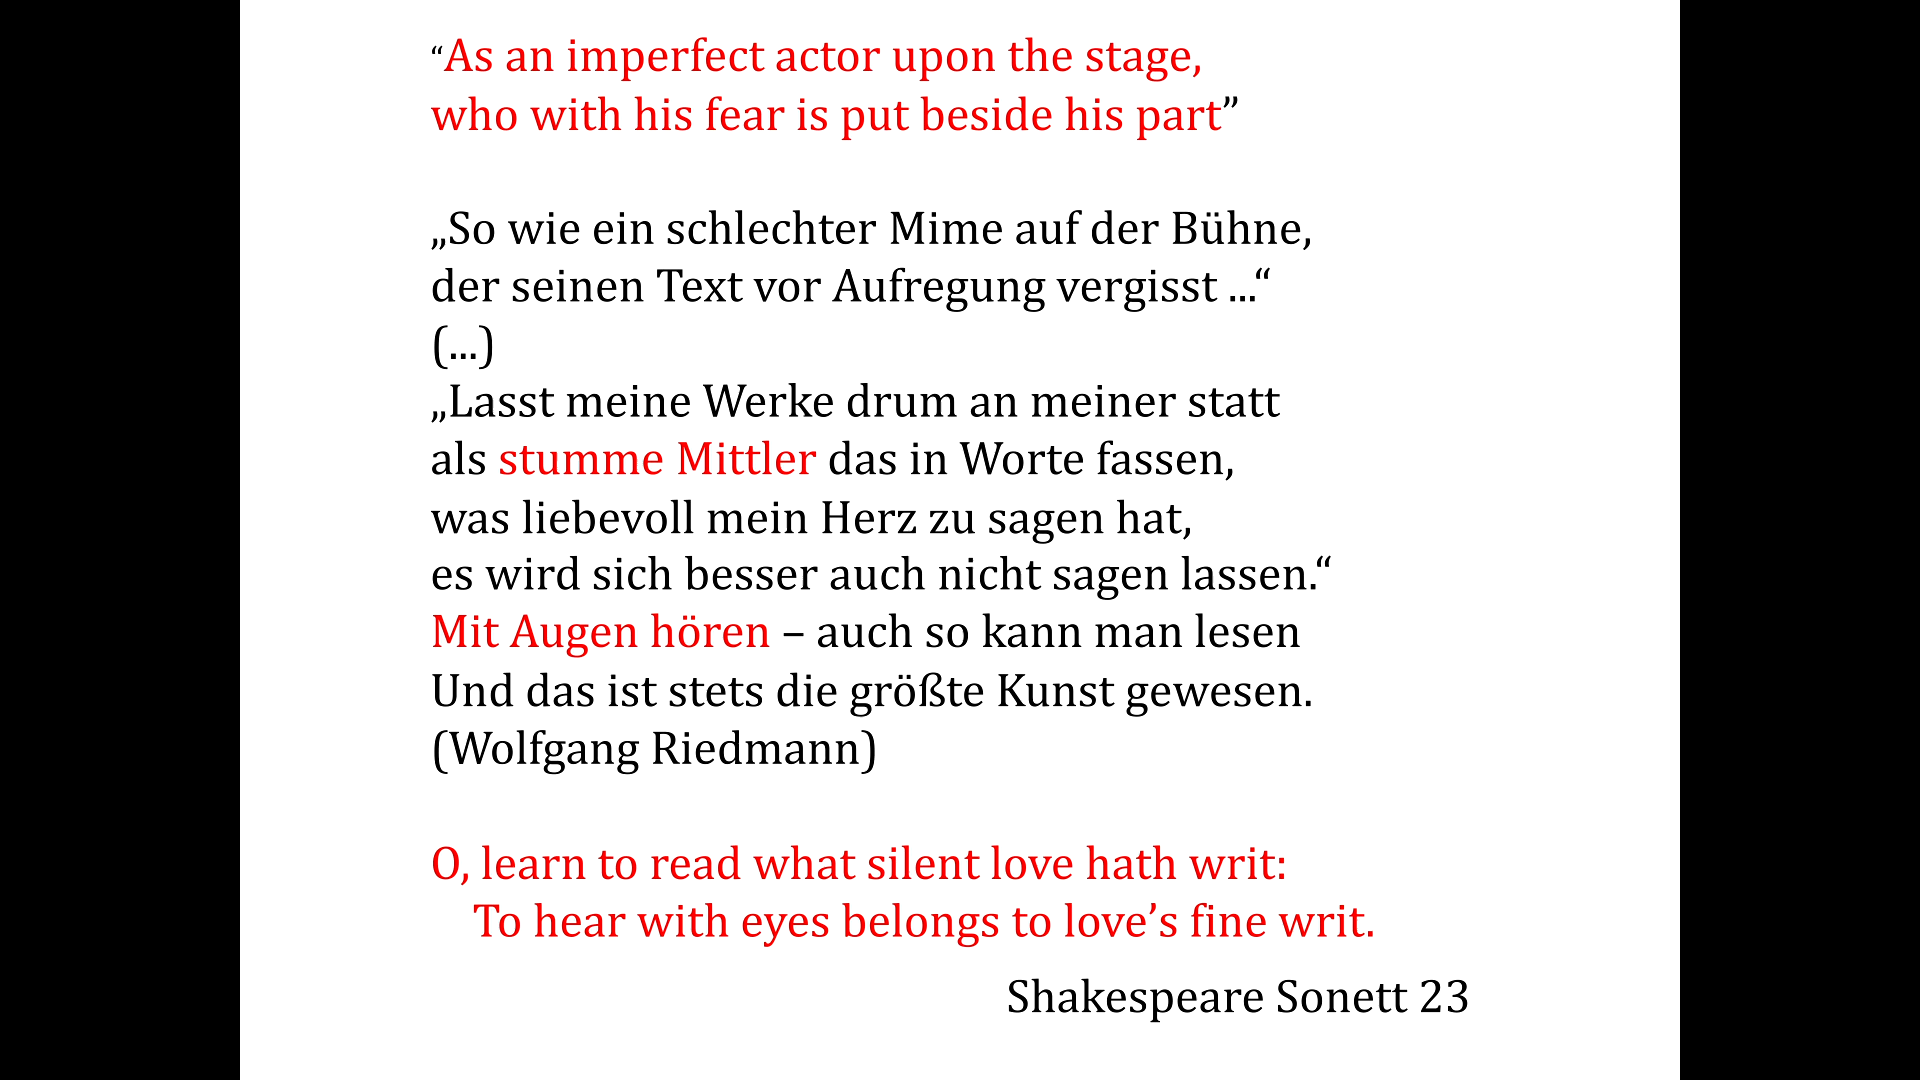 “As an imperfect actor upon the stage,
who with his fear is put beside his part”
„So wie ein schlechter Mime auf der Bühne,
der seinen Text vor Aufregung vergisst ...“
(...)
„Lasst meine Werke drum an meiner statt
als stumme Mittler das in Worte fassen,
was liebevoll mein Herz zu sagen hat,
es wird sich besser auch nicht sagen lassen.“
Mit Augen hören – auch so kann man lesen
Und das ist stets die größte Kunst gewesen.
(Wolfgang Riedmann)
O, learn to read what silent love hath writ:
To hear with eyes belongs to love’s fine writ.
Shakespeare Sonett 23